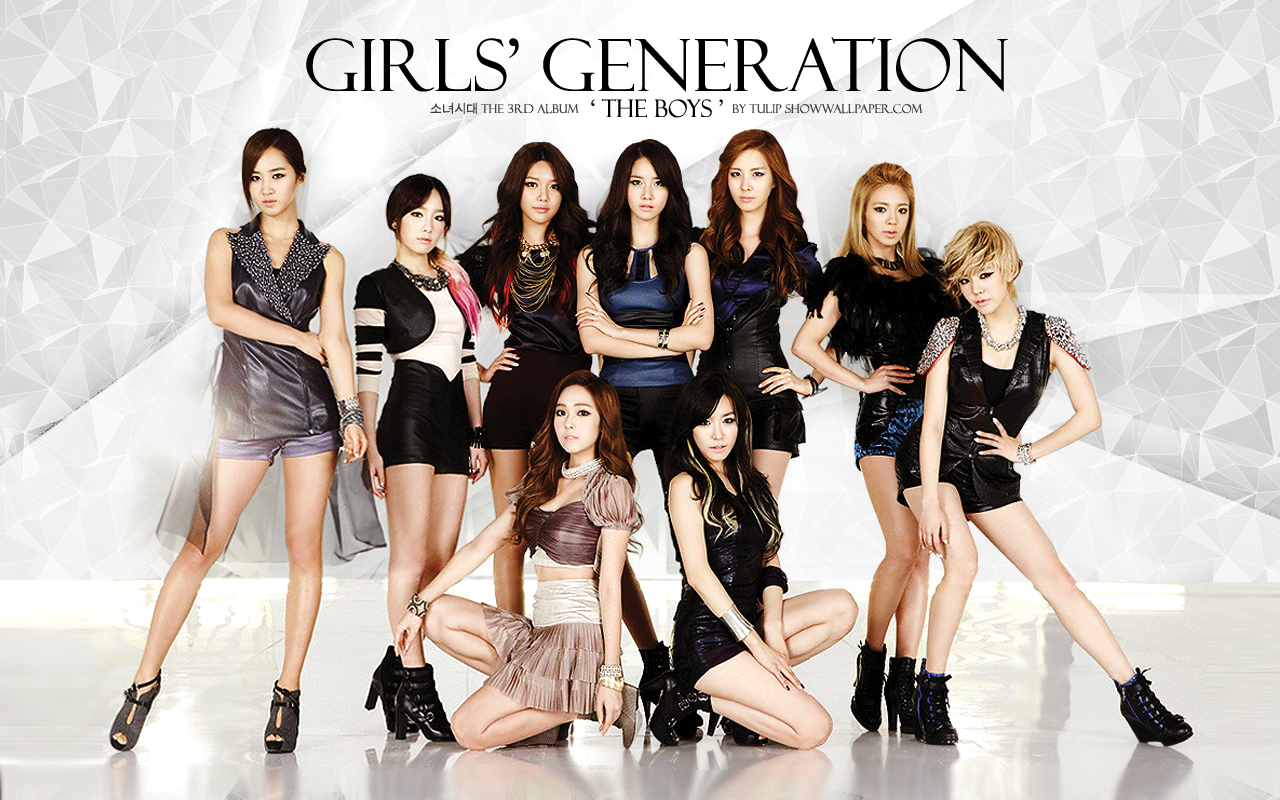 GIRLS' GENERATION
소녀시대 THE 3RD ALBUM ‘ THE BOYS ’ BY TULIP SHOWWALLPAPER.COM